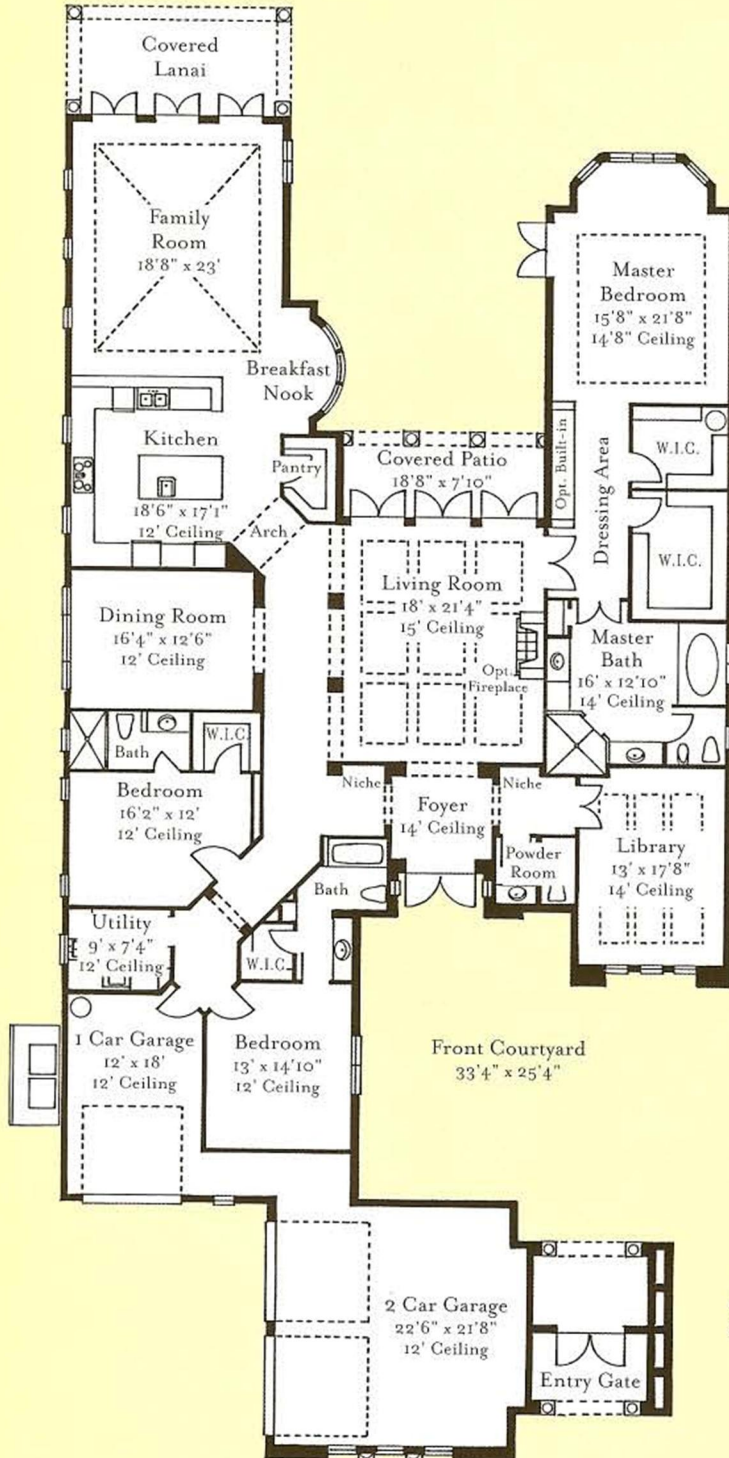 Covered
Lanai
Family
Room
18'8" x 23'
Breakfast
Nook
Master
Bedroom
15'8" x 21'8"
14'8" Ceiling
Kitchen
18'6" x 17'1"
12' Ceiling
Pantry
Arch
Covered Patio
18'8" x 7'10"
Opt. Built-in
Dressing Area
W.I.C.
W.I.C.
Living Room
18' x 21'4"
15' Ceiling
Opt.
Fireplace
Dining Room
16'4" x 12'6"
12' Ceiling
Master
Bath
16' x 12'10"
14' Ceiling
Bath
W.I.C.
Bedroom
16'2" x 12'
12' Ceiling
Niche
Foyer
14' Ceiling
Niche
Powder
Room
Library
13' x 17'8"
14' Ceiling
Bath
Utility
9' x 7'4"
12' Ceiling
W.I.C.
1 Car Garage
12' x 18'
12' Ceiling
Bedroom
13' x 14'10"
12' Ceiling
Front Courtyard
33'4" x 25'4"
2 Car Garage
22'6" x 21'8"
12' Ceiling
Entry Gate